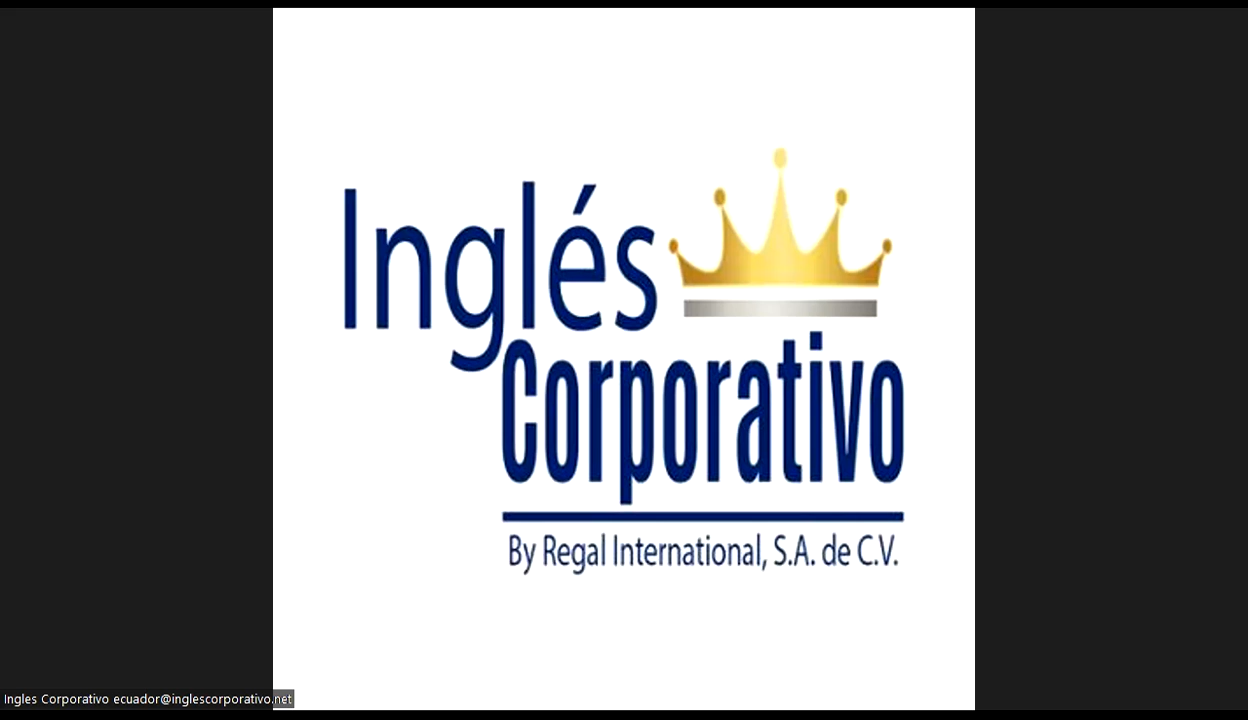 Inglés
Corporativo
By Regal International, S.A. de C.V.
Ingles Corporativo ecuador@inglescorporativo.net